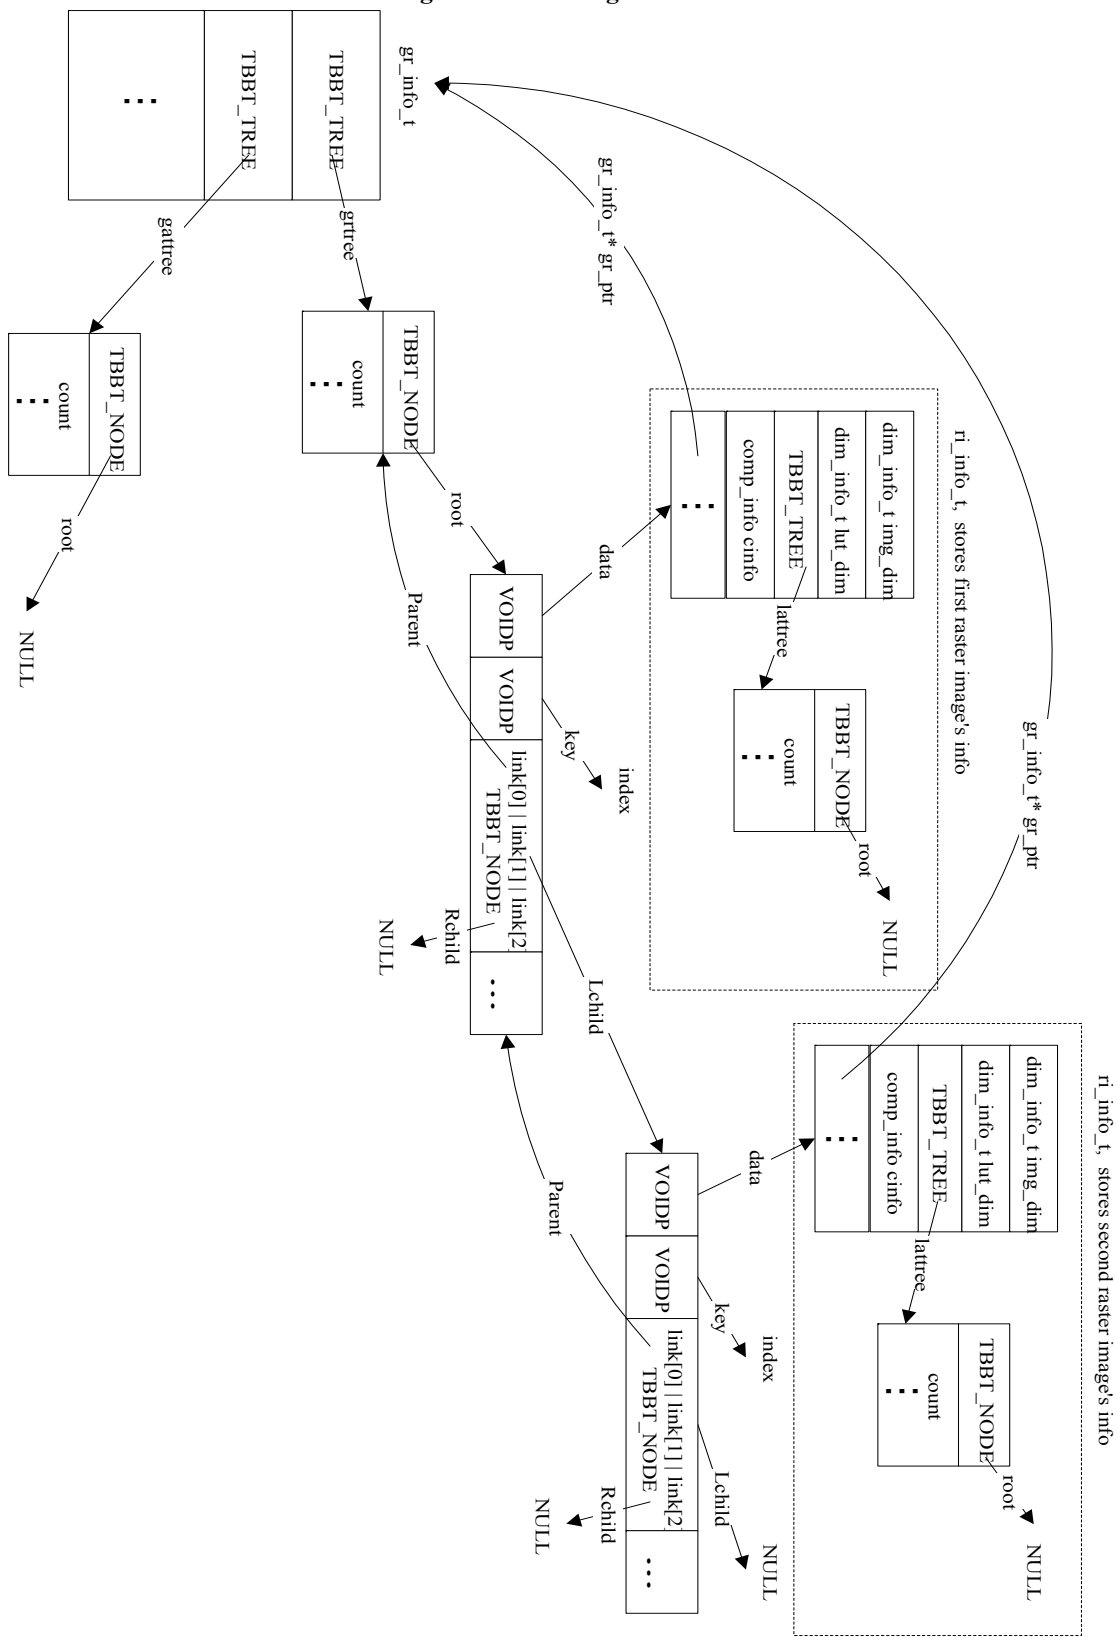 gr_info_t
TBBT_TREE
TBBT_TREE
...
grtree
gattree
TBBT_NODE
count
...
TBBT_NODE
count
...
root
NULL
root
gr_info_t* gr_ptr
ri_info_t, stores first raster image's info
dim_info_t img_dim
dim_info_t lut_dim
TBBT_TREE
comp_info cinfo
...
lattree
TBBT_NODE
count
...
root
NULL
data
VOIDP
VOIDP
link[0] | link[1] | link[2]
TBBT_NODE
...
key
index
Parent
Lchild
Rchild
NULL
gr_info_t* gr_ptr
ri_info_t, stores second raster image's info
dim_info_t img_dim
dim_info_t lut_dim
TBBT_TREE
comp_info cinfo
...
lattree
TBBT_NODE
count
...
root
NULL
data
VOIDP
VOIDP
link[0] | link[1] | link[2]
TBBT_NODE
...
key
index
Parent
Lchild
NULL
Rchild
NULL